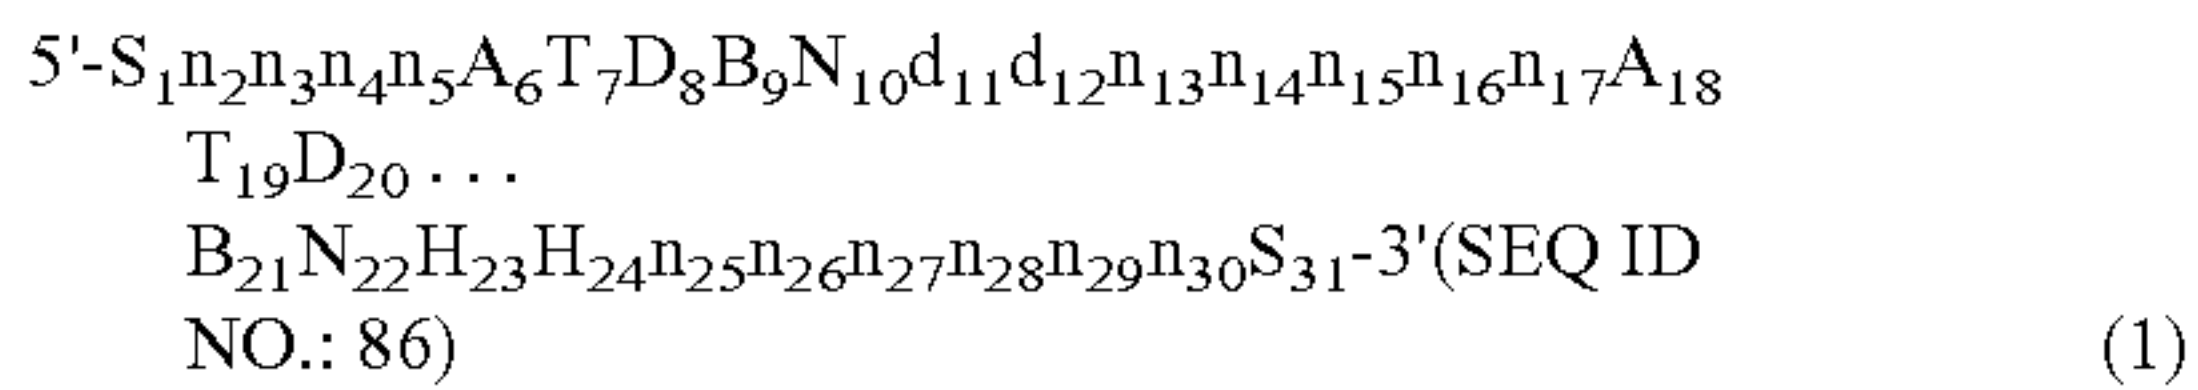 5'-S₁n₂n₃n₄n₅A₆T₇D₈B₉N₁₀d₁₁d₁₂n₁₃n₁₄n₁₅n₁₆n₁₇A₁₈
T₁₉D₂₀ . . .
B₂₁N₂₂H₂₃H₂₄n₂₅n₂₆n₂₇n₂₈n₂₉n₃₀S₃₁-3'(SEQ ID
NO.: 86) (1)